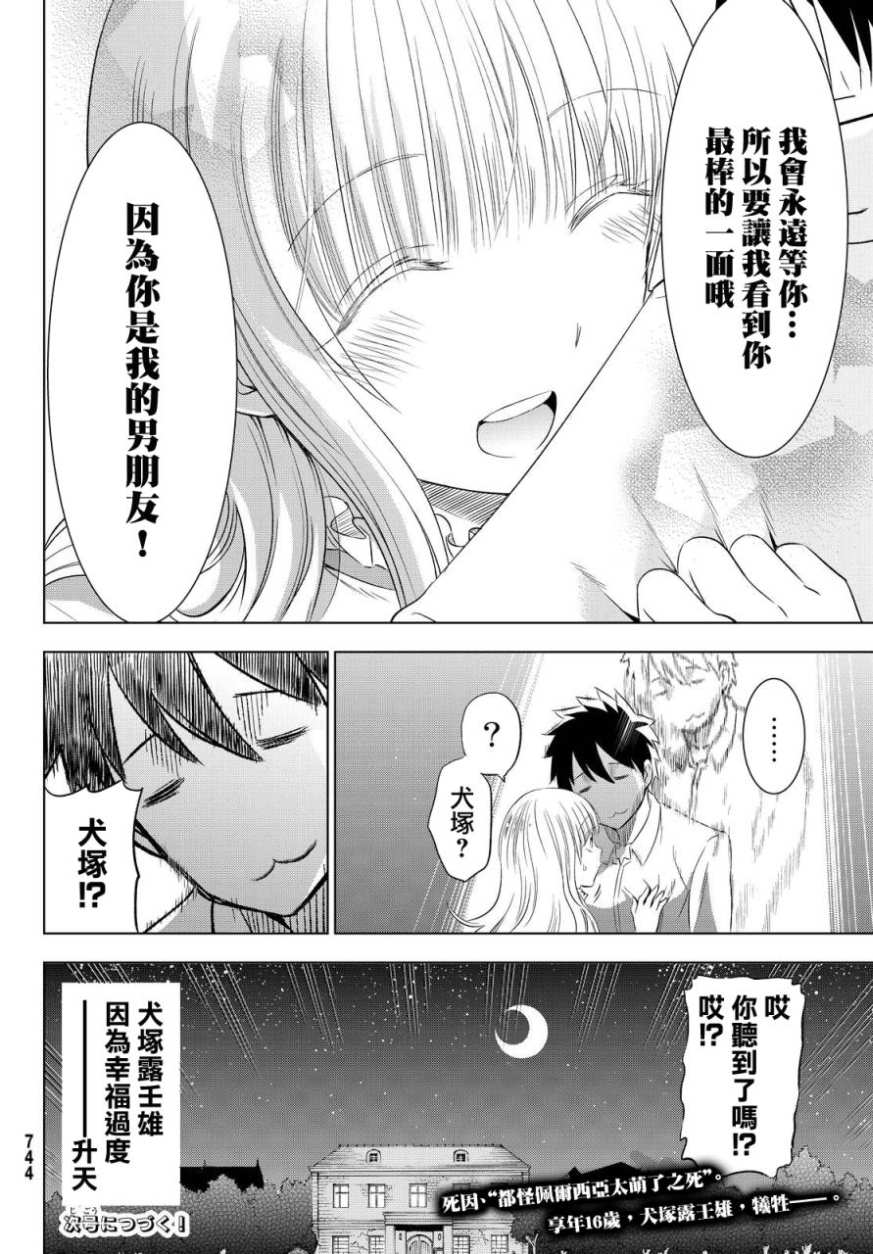 我會永遠等你…
所以要讓我看到你
最棒的一面哦
因為你是我的男朋友！
……
？
犬塚？
犬塚!?
哎
你聽到了嗎!?
哎!?
犬塚露壬雄
因為幸福過度
——升天
死因、“都怪佩爾西亞太萌了之死”。
享年16歲，犬塚露壬雄，犧牲——。
次号につづく！
744